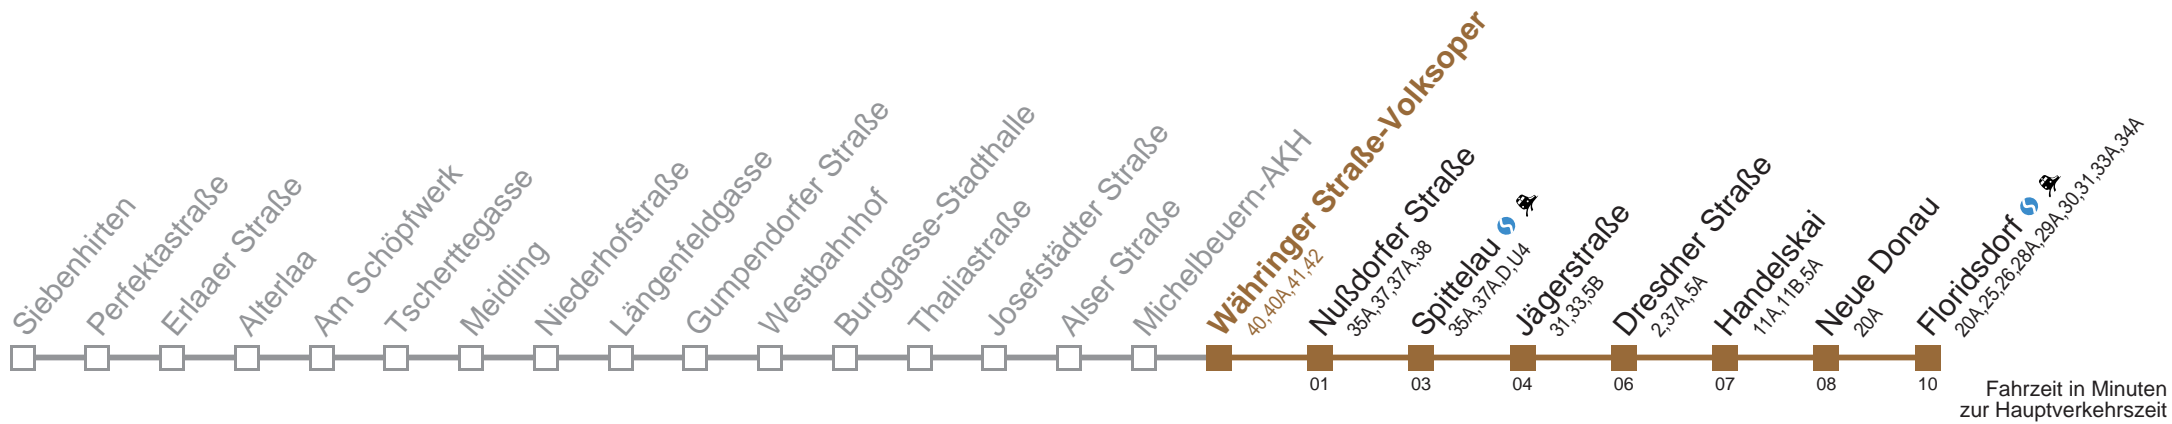 Siebenhirten
Perfektastraße
Erlaaer Straße
Alterlaa
Am Schöpfwerk
Tscherttegasse
Meidling
Niederhofstraße
Längenfeldgasse
Gumpendorfer Straße
Westbahnhof
Burggasse-Stadthalle
Thaliastraße
Josefstädter Straße
Alser Straße
Michelbeuern-AKH
Währinger Straße-Volksoper
40,40A,41,42
Nußdorfer Straße
35A,37,37A,38
Spittelau
35A,37A,D,U4
Jägerstraße
31,33,5B
Dresdner Straße
2,37A,5A
Handelskai
11A,11B,5A
Neue Donau
20A
Floridsdorf
20A,25,26,28A,29A,30,31,33A,34A
01
03
04
06
07
08
10
Fahrzeit in Minuten
zur Hauptverkehrszeit